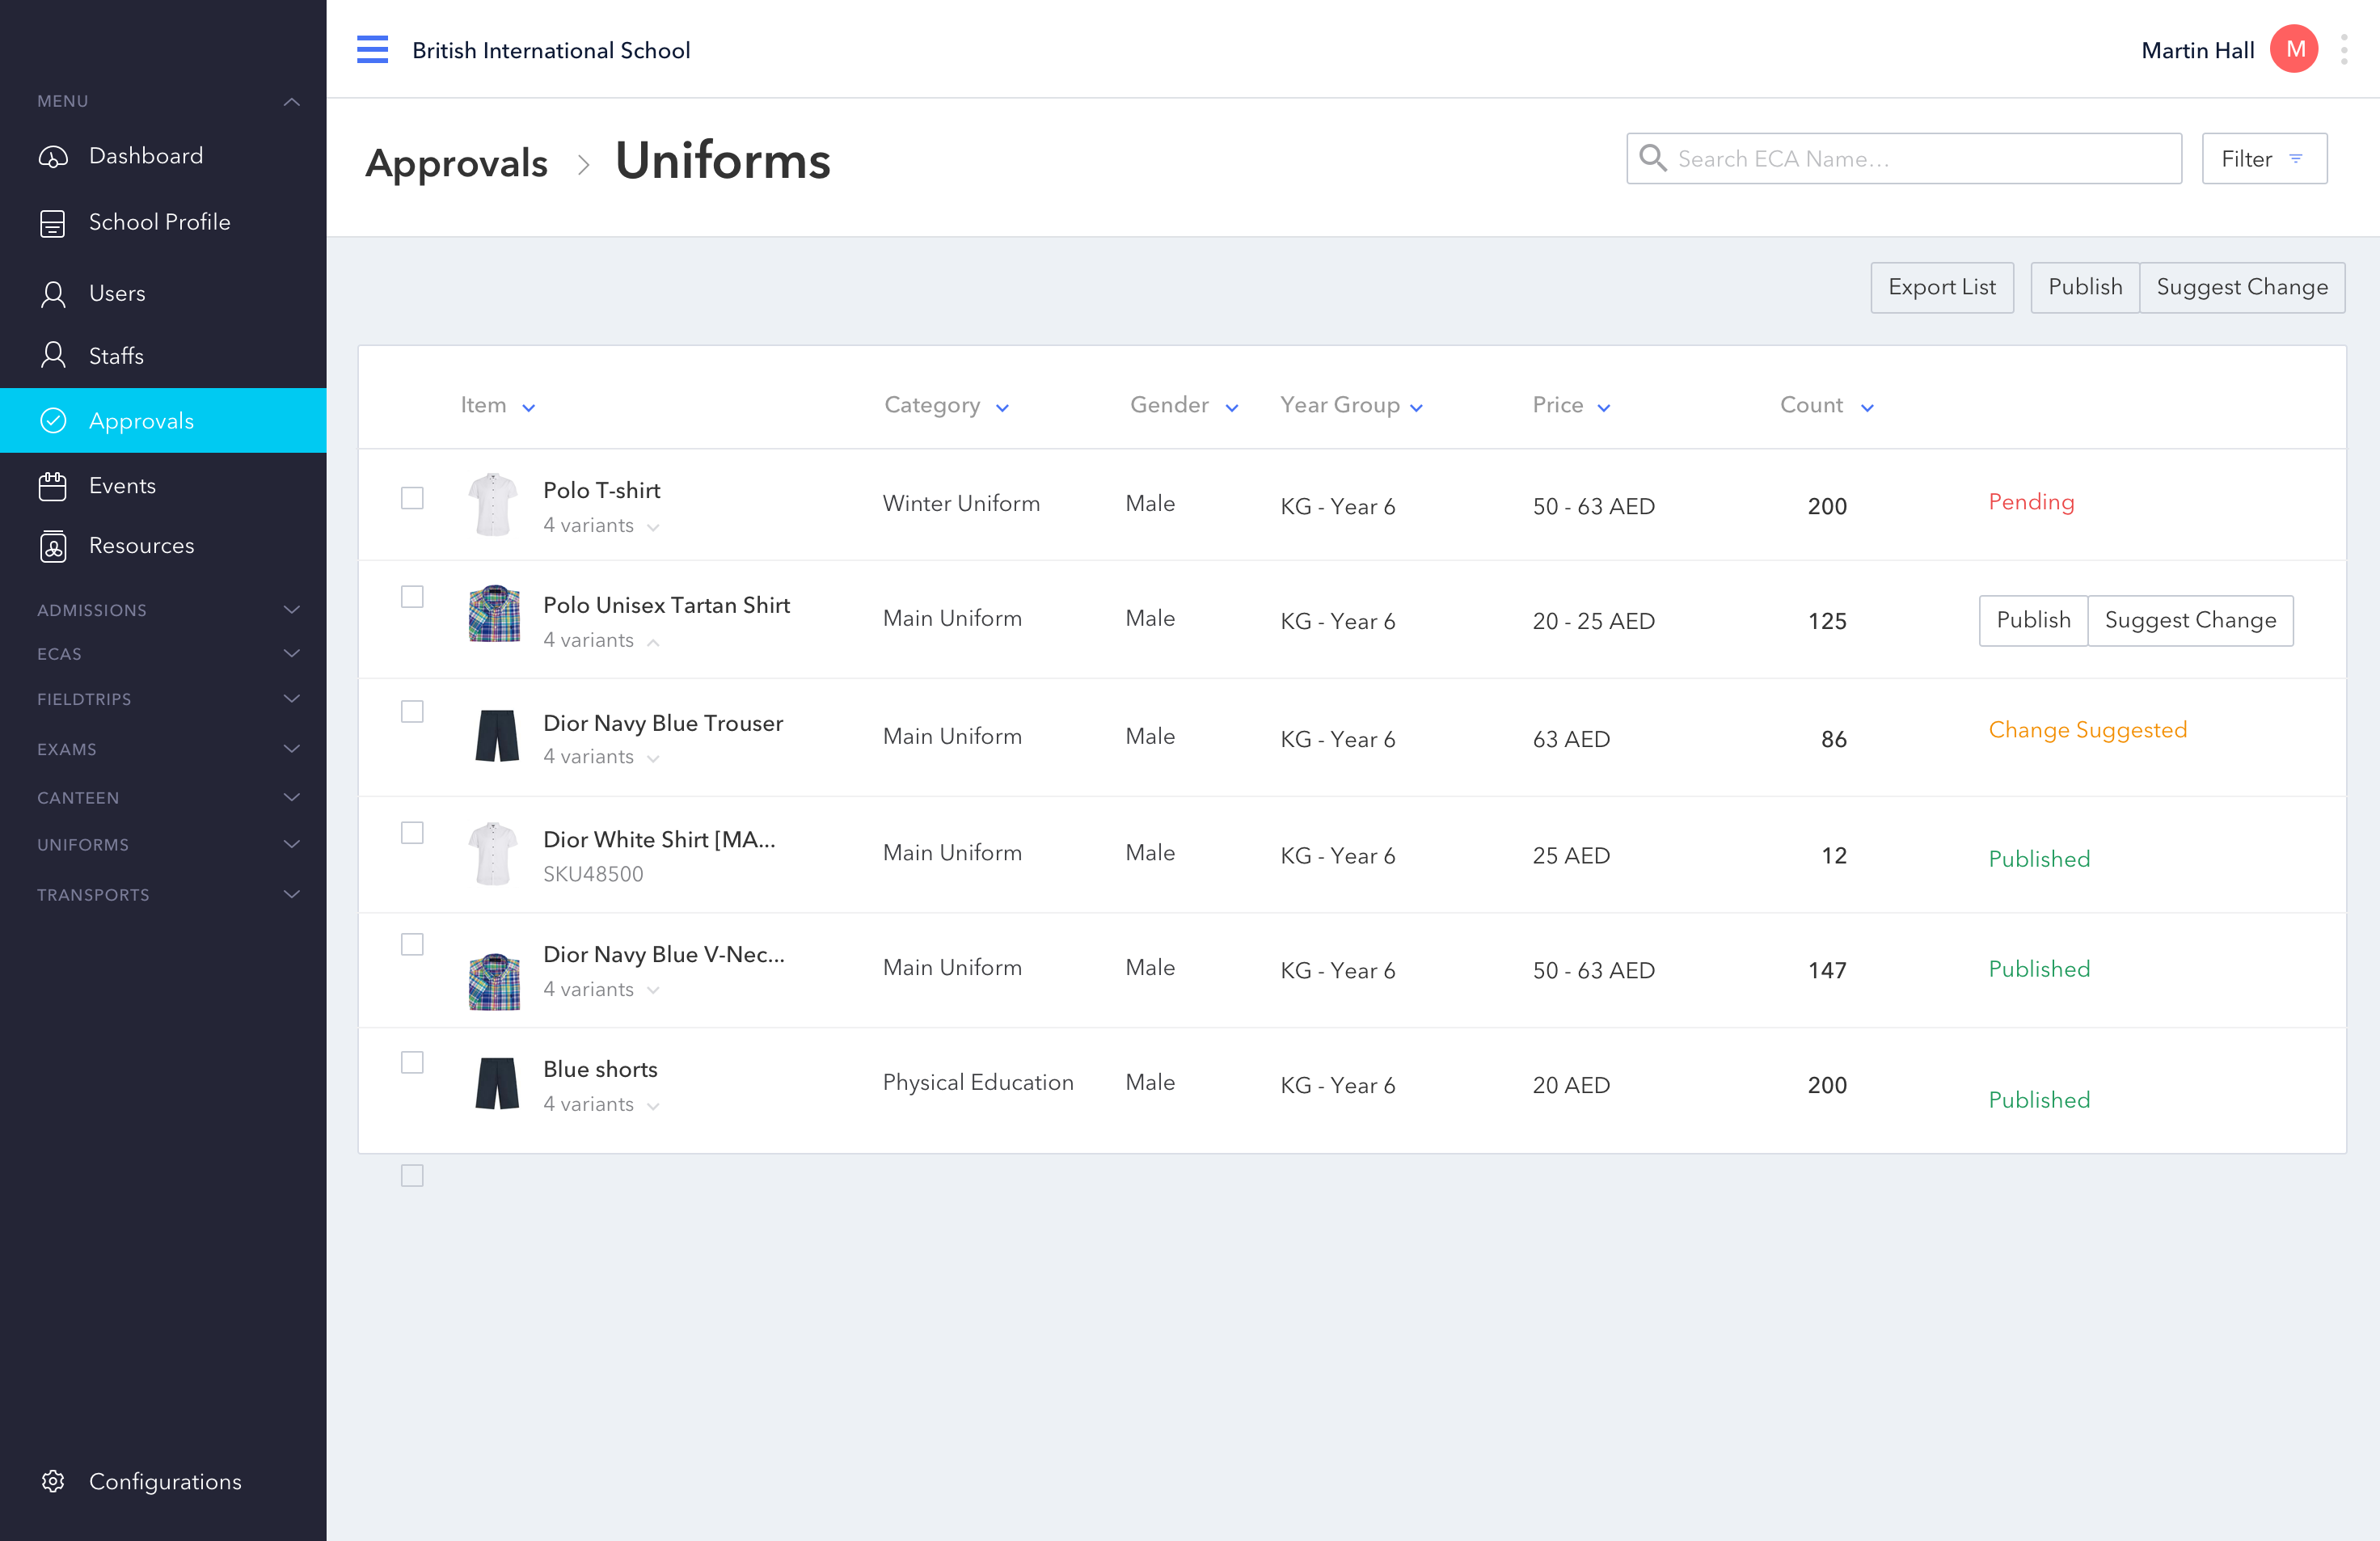 British International School
Martin Hall
M
MENU
Dashboard
School Profile
Users
Staffs
Approvals
Events
Resources
ADMISSIONS
ECAS
FIELDTRIPS
EXAMS
CANTEEN
UNIFORMS
TRANSPORTS
Configurations
Approvals > Uniforms
Search ECA Name...
Filter
Export List
Publish
Suggest Change
Item Category Gender Year Group Price Count
Polo T-shirt
4 variants
Winter Uniform Male KG - Year 6 50 - 63 AED 200 Pending
Polo Unisex Tartan Shirt
4 variants
Main Uniform Male KG - Year 6 20 - 25 AED 125 Publish Suggest Change
Dior Navy Blue Trouser
4 variants
Main Uniform Male KG - Year 6 63 AED 86 Change Suggested
Dior White Shirt [MA...
SKU48500
Main Uniform Male KG - Year 6 25 AED 12 Published
Dior Navy Blue V-Nec...
4 variants
Main Uniform Male KG - Year 6 50 - 63 AED 147 Published
Blue shorts
4 variants
Physical Education Male KG - Year 6 20 AED 200 Published